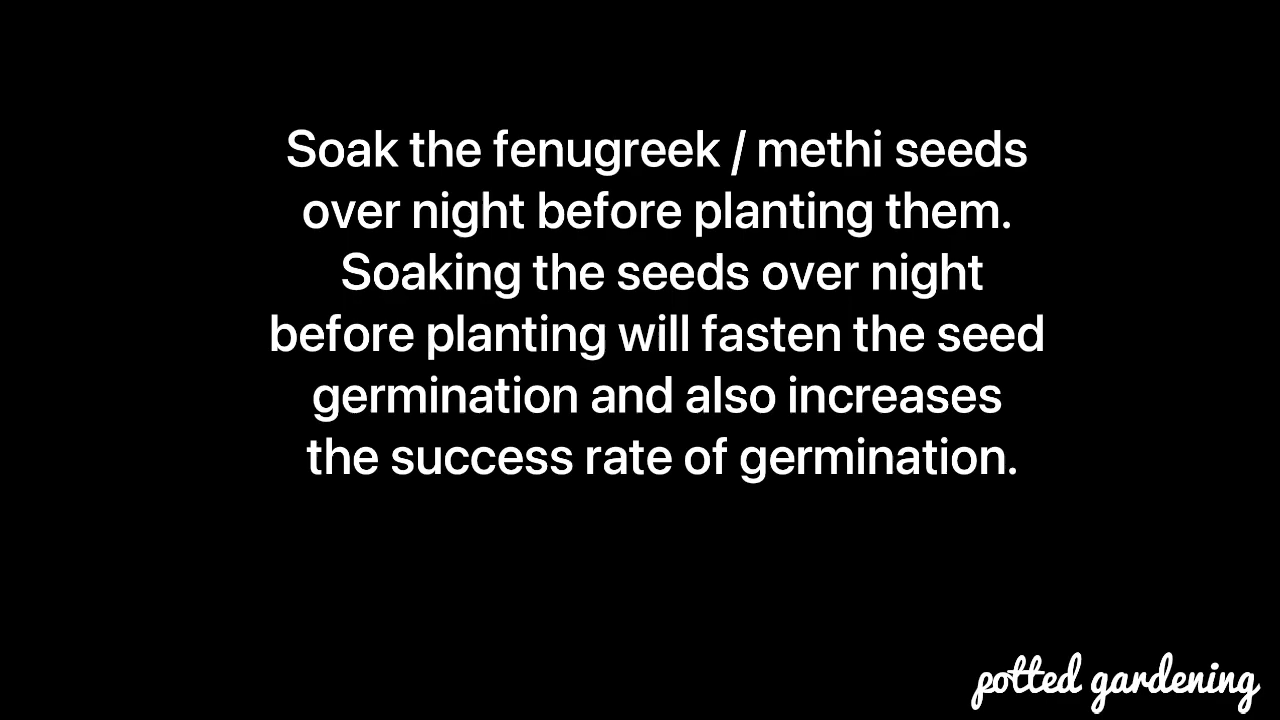 Soak the fenugreek / methi seeds
over night before planting them.
Soaking the seeds over night
before planting will fasten the seed
germination and also increases
the success rate of germination.
potted gardening